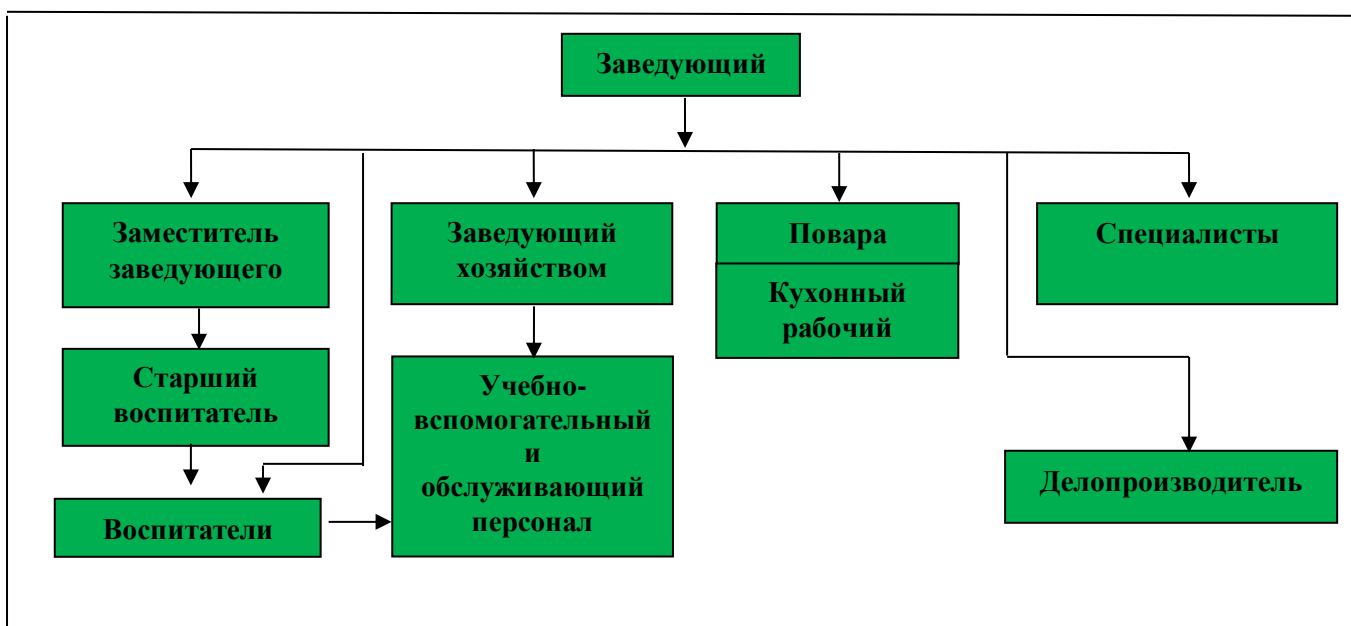 Заведующий
Заместитель
заведующего
Заведующий
хозяйством
Повара
Специалисты
Кухонный
рабочий
Старший
воспитатель
Учебно-
вспомогательный
и
обслуживающий
персонал
Делопроизводитель
Воспитатели